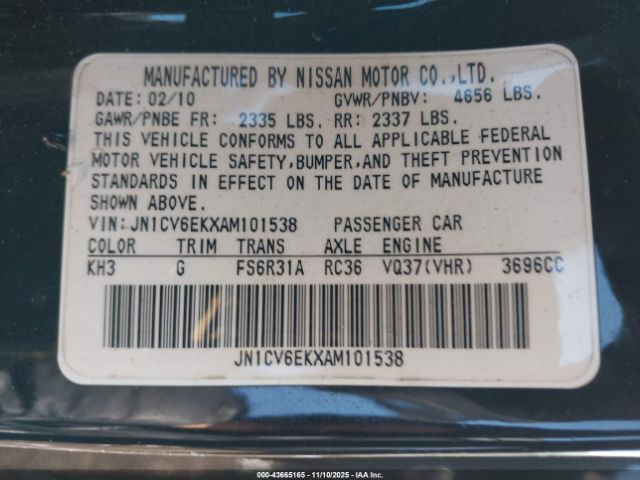 MANUFACTURED BY NISSAN MOTOR CO.,LTD.
DATE: 02/10 GVWR/PNBV: 4656 LBS.
GAWR/PNBE FR: 2335 LBS. RR: 2337 LBS.
THIS VEHICLE CONFORMS TO ALL APPLICABLE FEDERAL
MOTOR VEHICLE SAFETY,BUMPER,AND THEFT PREVENTION
STANDARDS IN EFFECT ON THE DATE OF MANUFACTURE
SHOWN ABOVE.
VIN:JN1CV6EKXAM101538 PASSENGER CAR
COLOR TRIM TRANS AXLE ENGINE
KH3 G FS6R31A RC36 VQ37(VHR) 3696CC
JN1CV6EKXAM101538
000-43665165 - 11/10/2025 - IAA Inc.